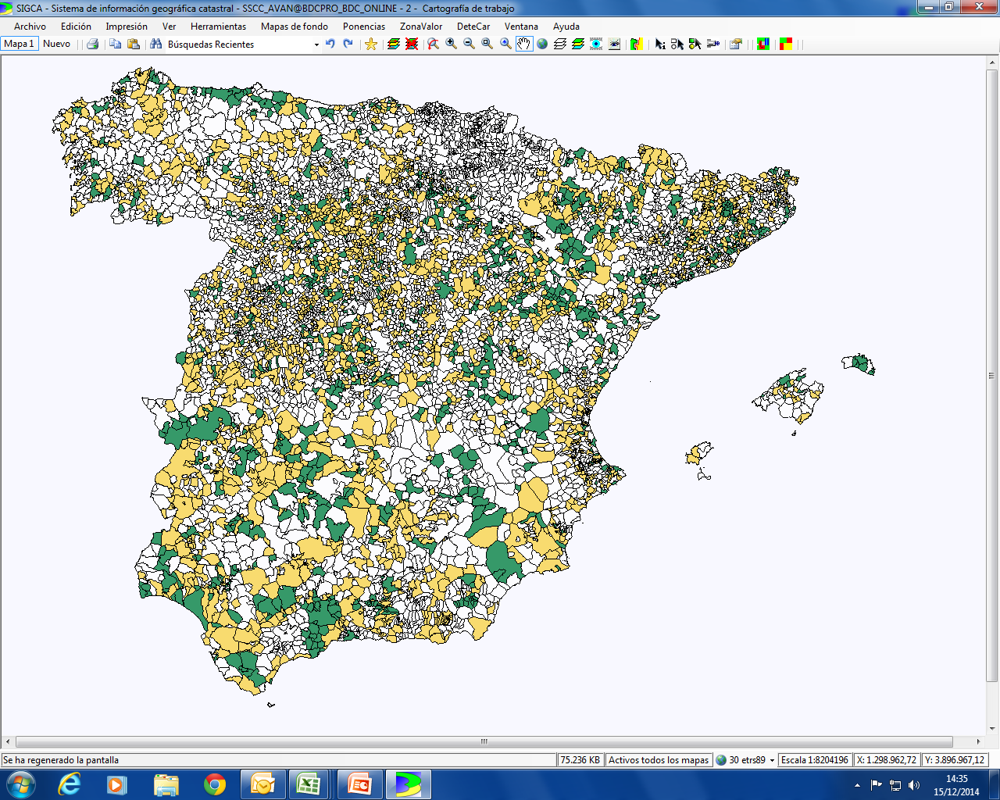 SIGCA - Sistema de información geográfica catastral - SSCC_AVAN@BDCPRO_BDC_ONLINE - 2 - Cartografía de trabajo
Archivo Edición Impresión Ver Herramientas Mapas de fondo Ponencias ZonaValor DeteCar Ventana Ayuda
Mapa 1 Nuevo Búsquedas Recientes
Se ha regenerado la pantalla 75.236 KB Activos todos los mapas 30 etrs89 Escala 1:8204196 X: 1.298.962,72 Y: 3.896.967,12
14:35
15/12/2014